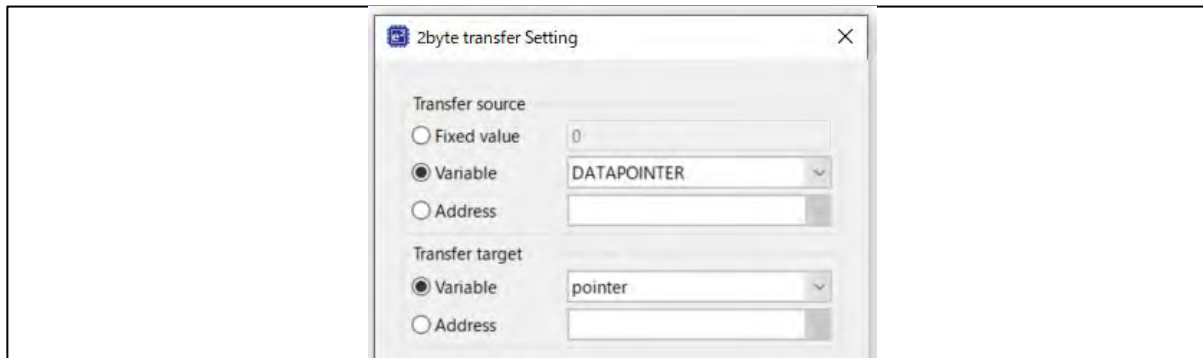 2byte transfer Setting
Transfer source
Fixed value 0
Variable DATAPOINTER
Address
Transfer target
Variable pointer
Address